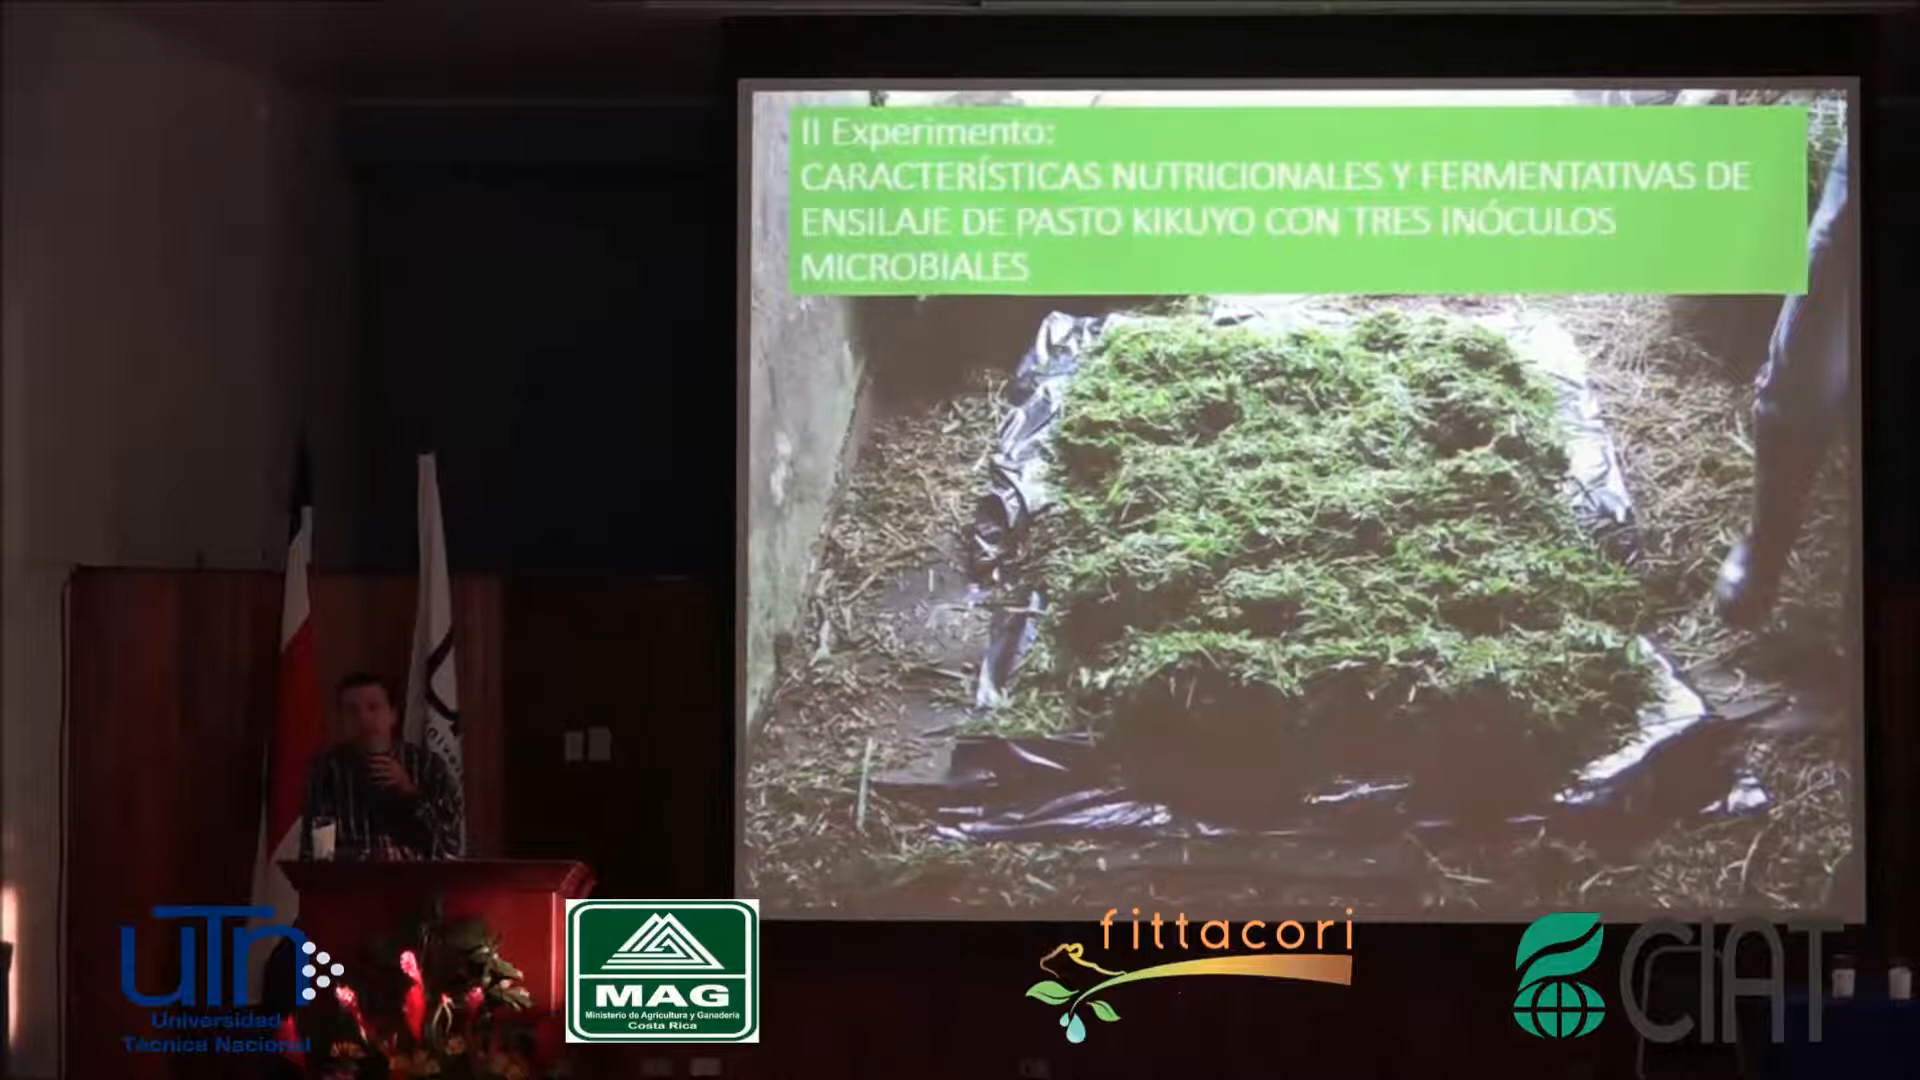 II Experimento:
CARACTERÍSTICAS NUTRICIONALES Y FERMENTATIVAS DE
ENSILAJE DE PASTO KIKUYO CON TRES INÓCULOS
MICROBIALES
uTn
Universidad
Técnica Nacional
MAG
Ministerio de Agricultura y Ganadería
Costa Rica
fittacori
CIAT